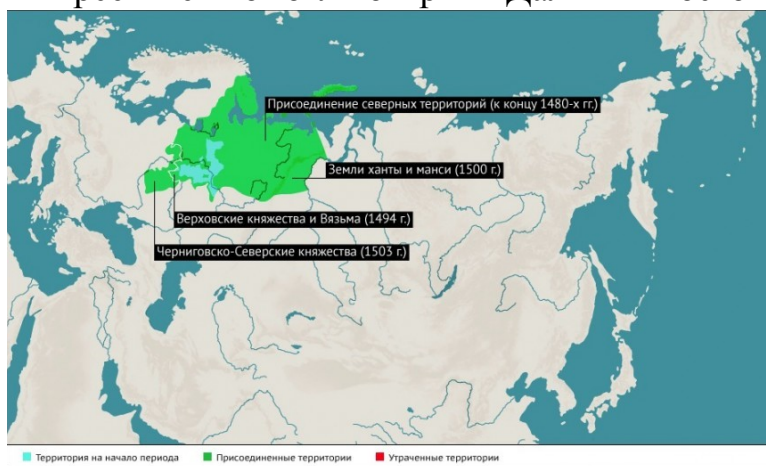 Присоединение северных территорий (к концу 1480-х гг.)
Земли ханты и манси (1500 г.)
Верховские княжества и Вязьма (1494 г.)
Черниговско-Северские княжества (1503 г.)
Территория на начало периода Присоединенные территории Утраченные территории